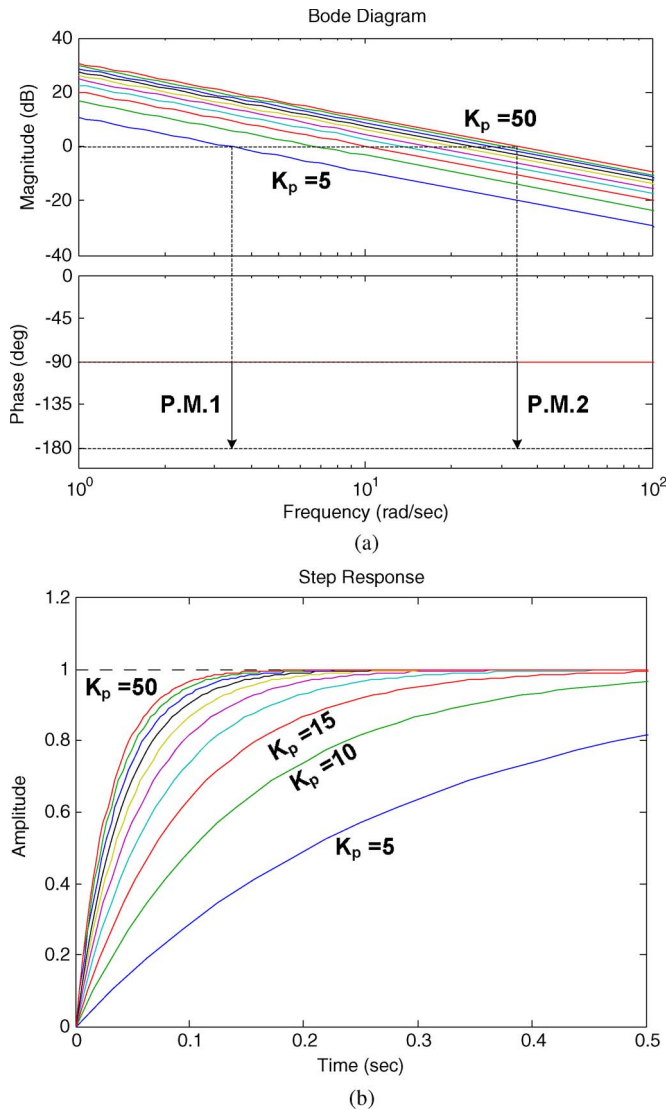 Bode Diagram
40
20
0
-20
-40
Magnitude (dB)
Kp = 50
Kp =5
0
-45
-90
-135
-180
Phase (deg)
P.M.1
P.M.2
10^0
10^1
10^2
Frequency (rad/sec)
(a)
Step Response
1.2
1
0.8
0.6
0.4
0.2
0
Amplitude
Kp =50
Kp =15
Kp =10
Kp =5
0
0.1
0.2
0.3
0.4
0.5
Time (sec)
(b)